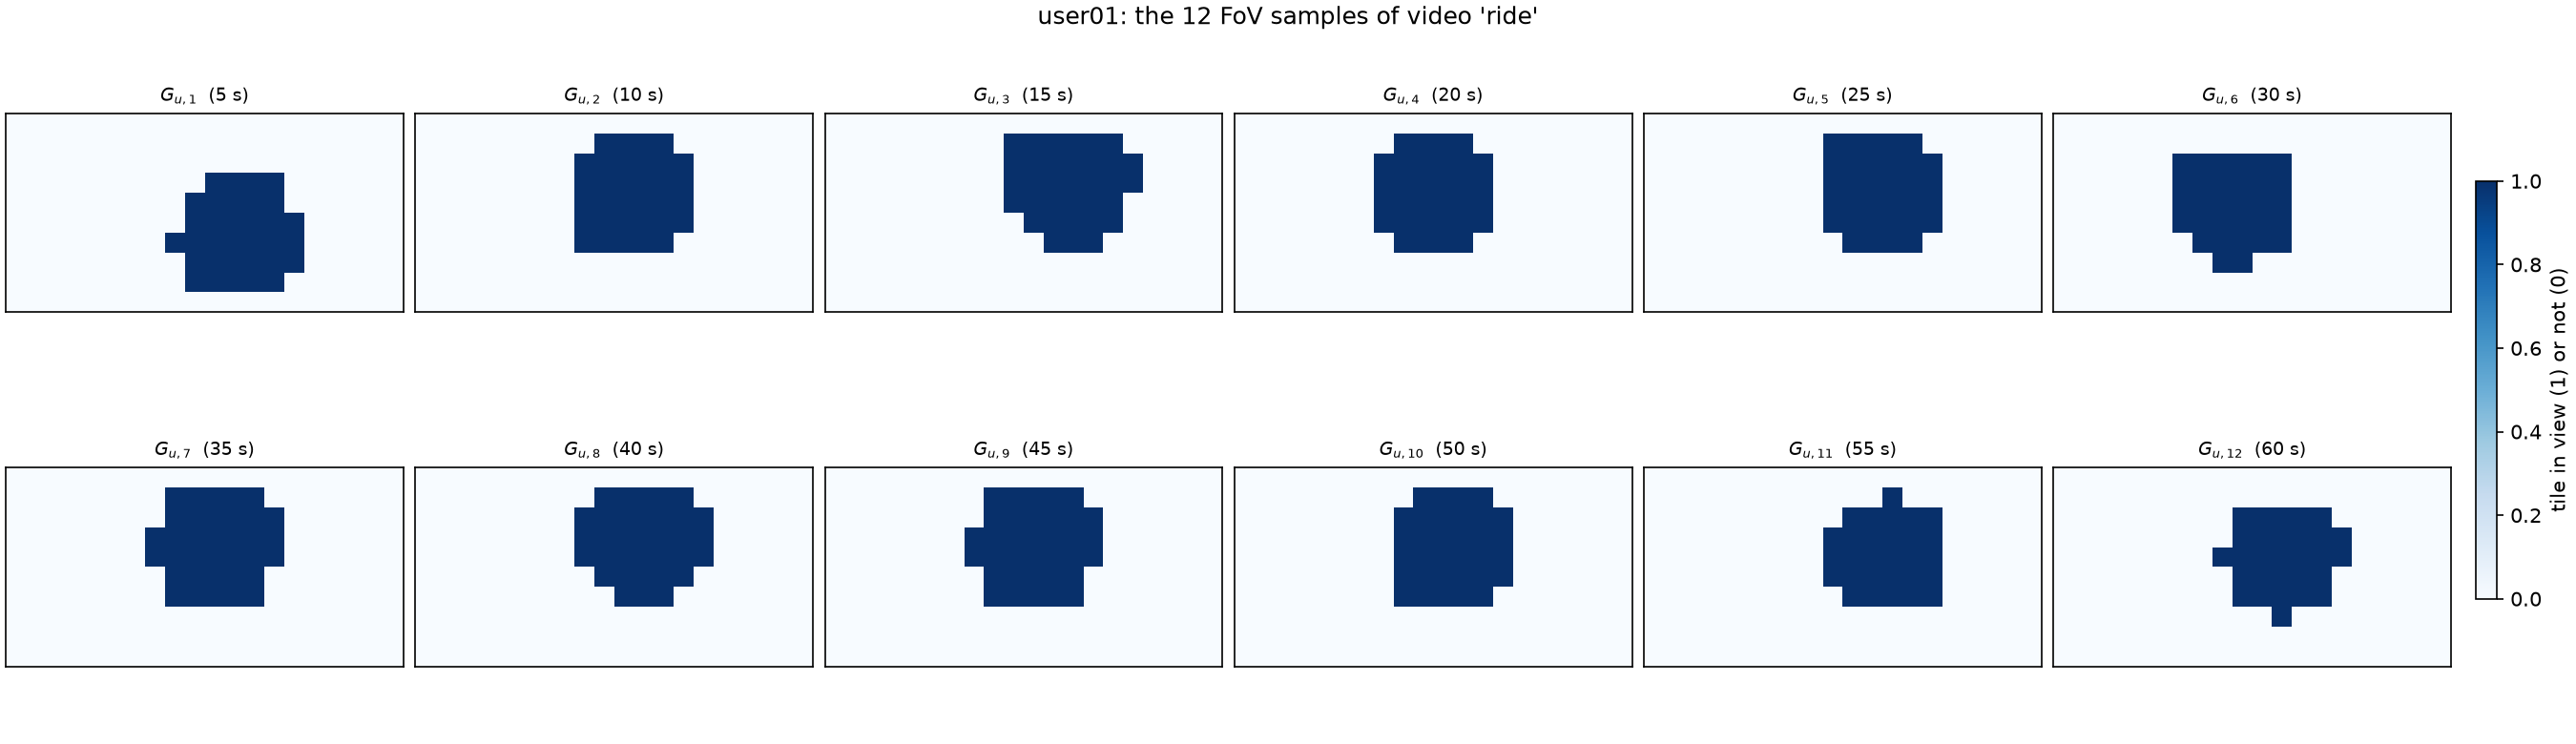 user01: the 12 FoV samples of video 'ride'
G_{u,1} (5 s)
G_{u,2} (10 s)
G_{u,3} (15 s)
G_{u,4} (20 s)
G_{u,5} (25 s)
G_{u,6} (30 s)
G_{u,7} (35 s)
G_{u,8} (40 s)
G_{u,9} (45 s)
G_{u,10} (50 s)
G_{u,11} (55 s)
G_{u,12} (60 s)
1.0
0.8
0.6
0.4
0.2
0.0
tile in view (1) or not (0)